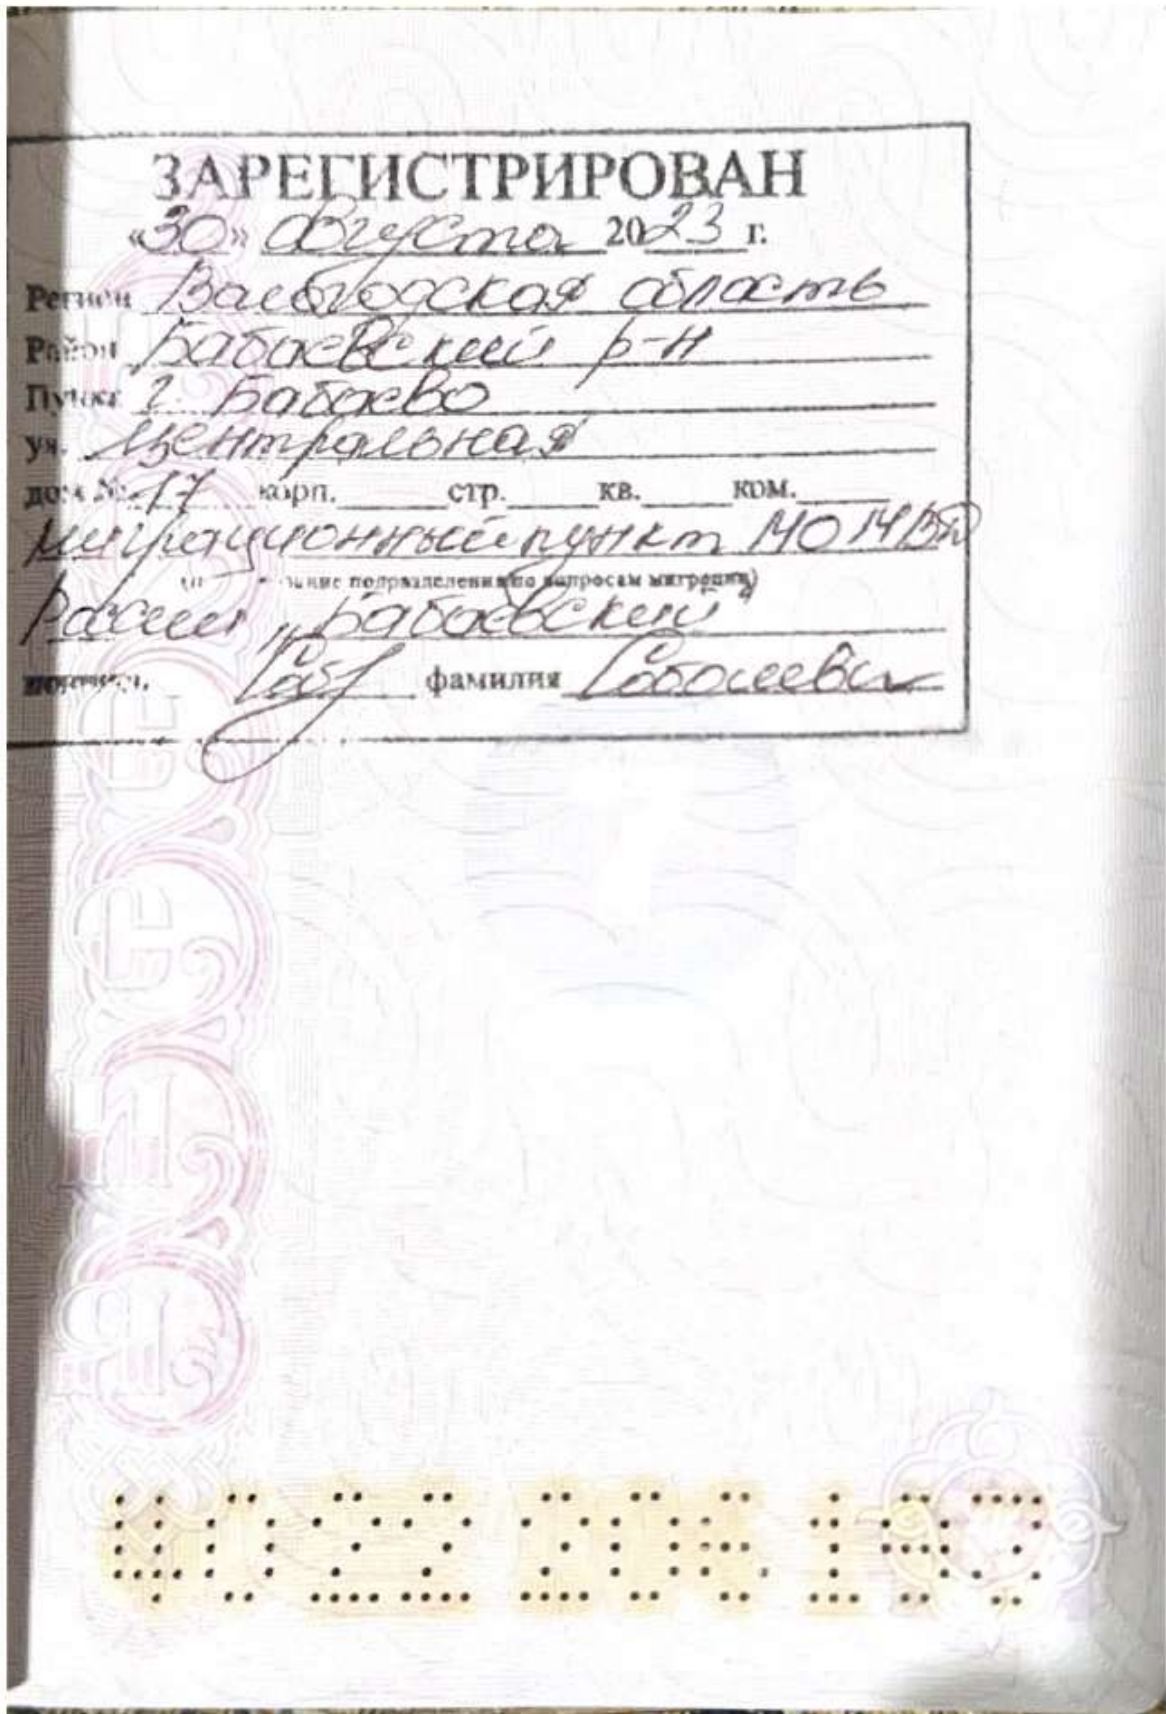 ЗАРЕГИСТРИРОВАН
«30» августа 2023 г.
Регион Вологодская область
Район Бабаевский р-н
Пункт г. Бабаево
ул. Центральная
дом № 17 корп. стр. кв. ком.
Миграционный пункт МО МВД
подразделения по вопросам миграции)
России "Бабаевский"
подпись фамилия